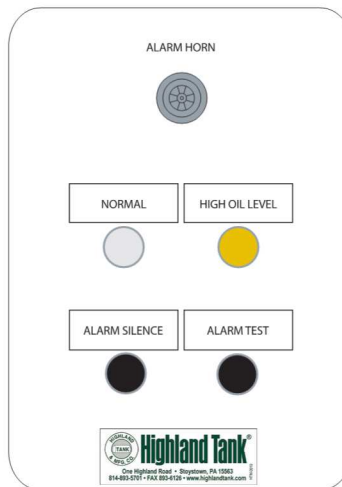 ALARM HORN
NORMAL
HIGH OIL LEVEL
ALARM SILENCE
ALARM TEST
HIGHLAND
TANK
& MFG. CO.
Highland Tank®
One Highland Road • Stoystown, PA 15563
814-893-5701 • FAX 893-6126 • www.highlandtank.com